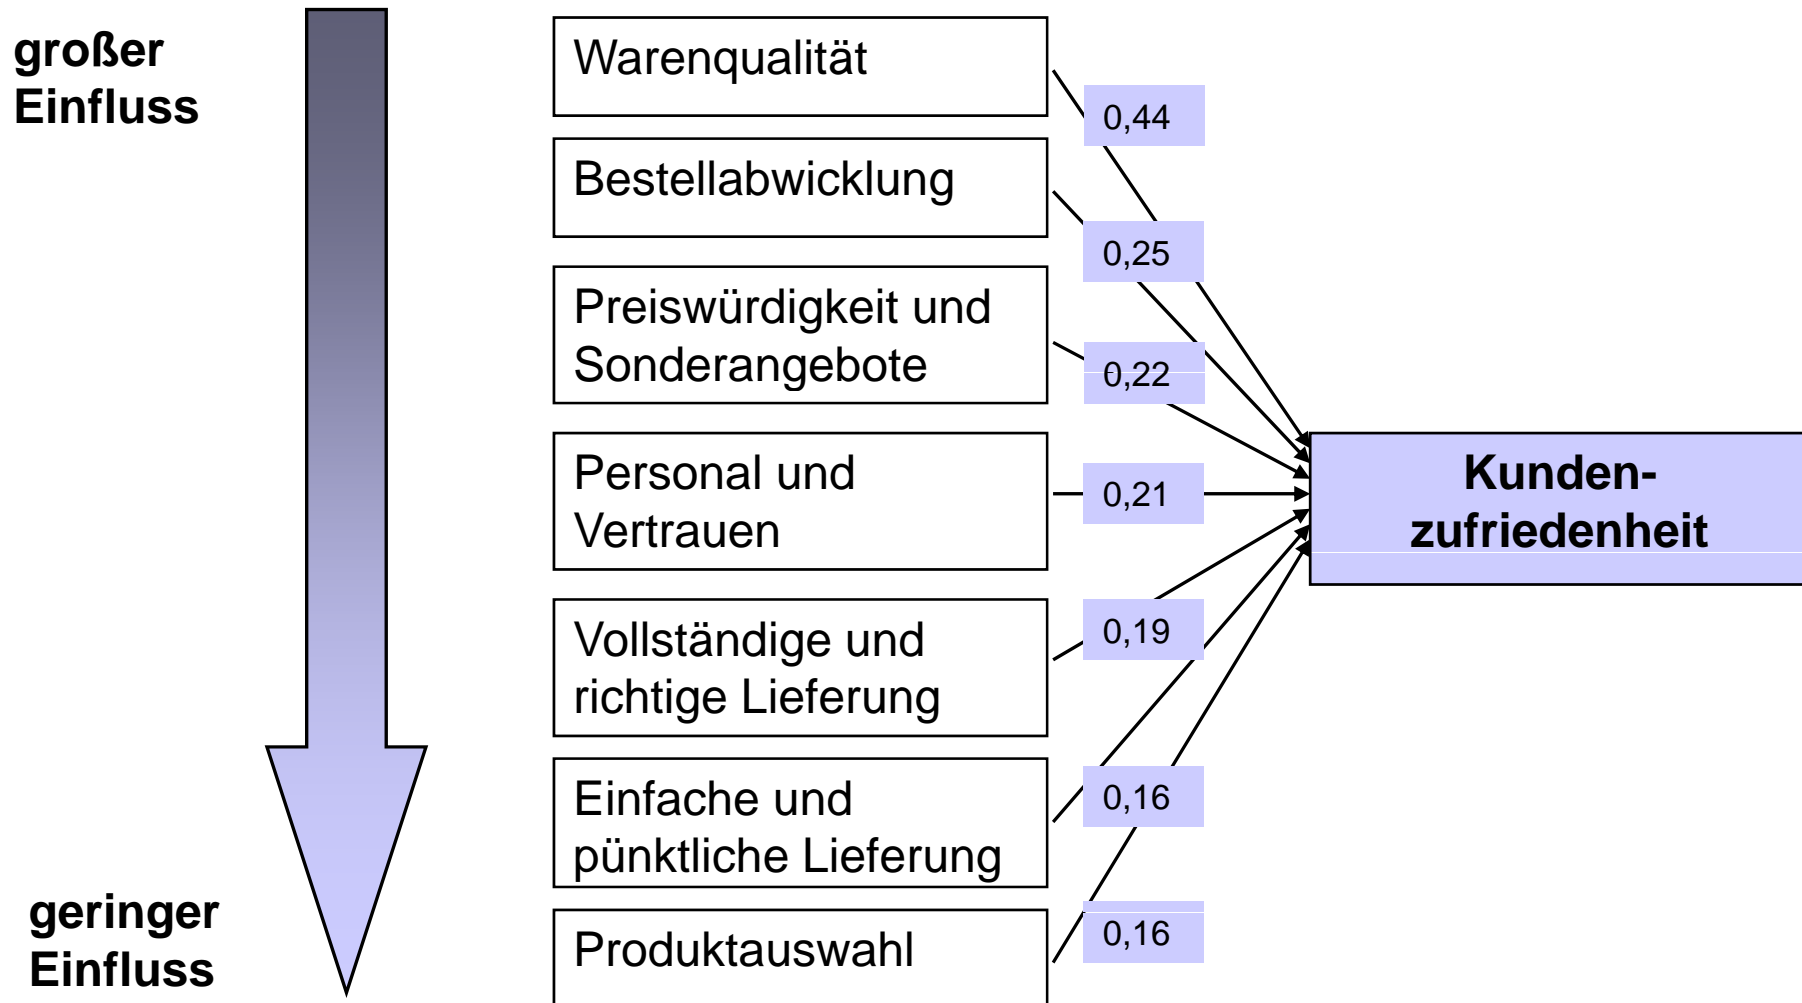 großer
Einfluss
Warenqualität
0,44
Bestellabwicklung
0,25
Preiswürdigkeit und
Sonderangebote
0,22
Personal und
Vertrauen
0,21
Kunden-
zufriedenheit
Vollständige und
richtige Lieferung
0,19
Einfache und
pünktliche Lieferung
0,16
geringer
Einfluss
Produktauswahl
0,16